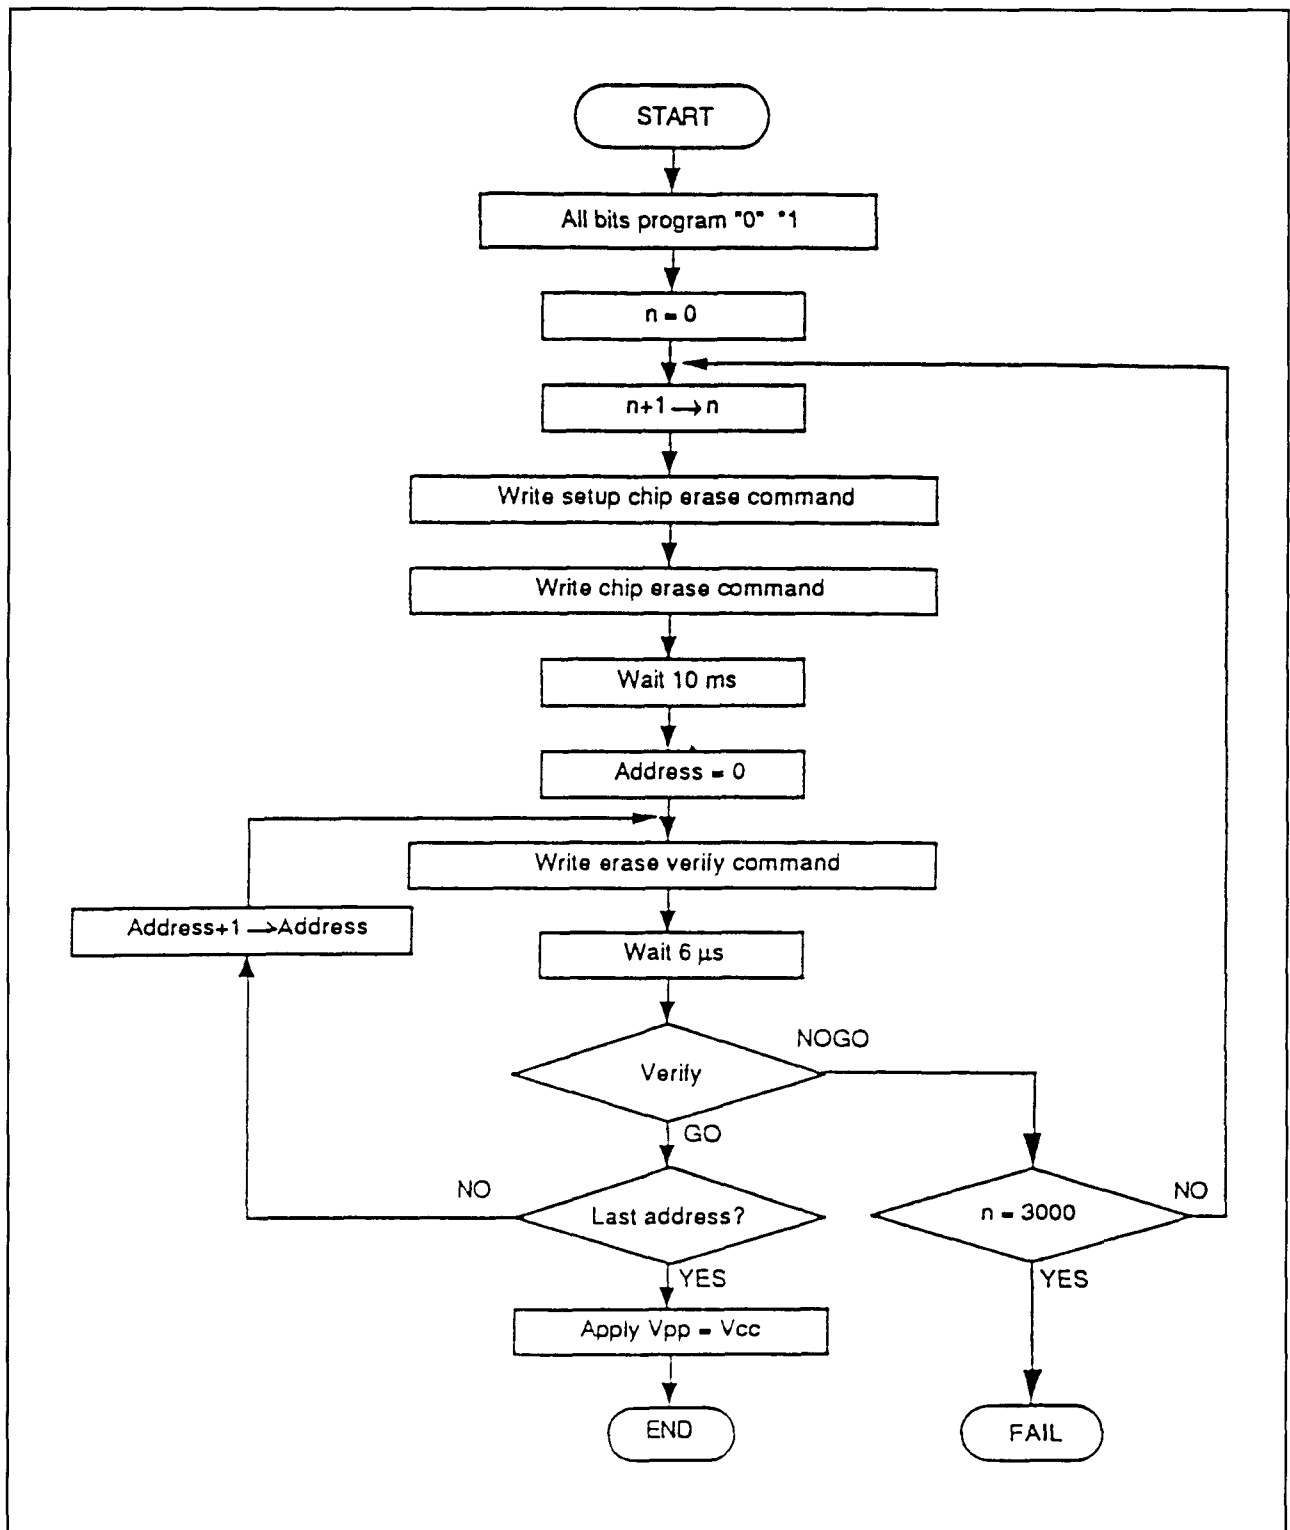 START
All bits program "0" *1
n = 0
n+1 → n
Write setup chip erase command
Write chip erase command
Wait 10 ms
Address = 0
Write erase verify command
Address+1 → Address
Wait 6 µs
NOGO
Verify
GO
NO
Last address?
n = 3000
NO
YES
YES
Apply Vpp = Vcc
END
FAIL